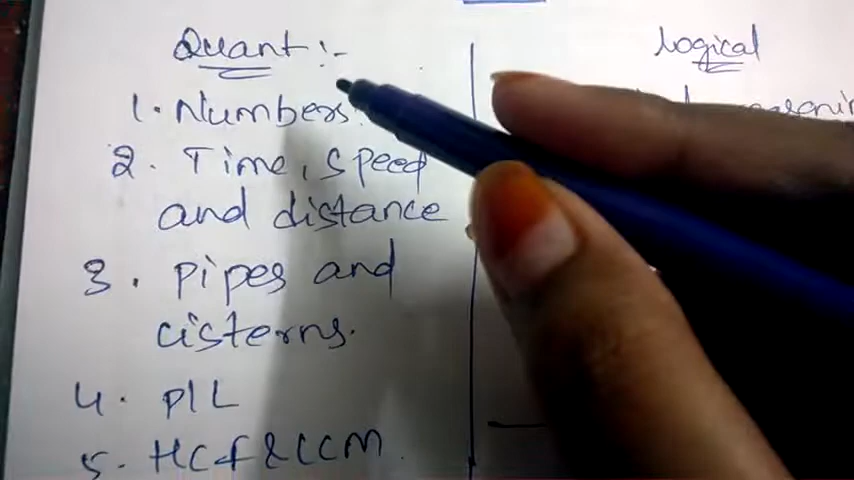 Quant :-
1. Numbers.
2. Time, speed
and distance
3. pipes and
cisterns.
4. P/L
5. HCF & LCM.
Logical